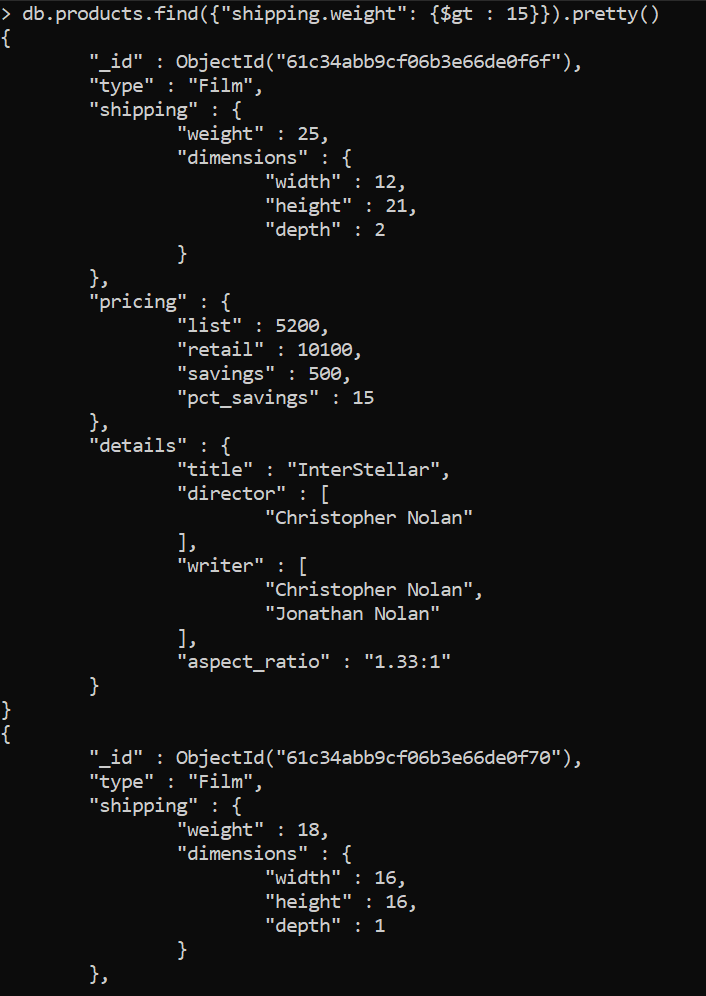 > db.products.find({"shipping.weight": {$gt : 15}}).pretty()
{
        "_id" : ObjectId("61c34abb9cf06b3e66de0f6f"),
        "type" : "Film",
        "shipping" : {
                "weight" : 25,
                "dimensions" : {
                        "width" : 12,
                        "height" : 21,
                        "depth" : 2
                }
        },
        "pricing" : {
                "list" : 5200,
                "retail" : 10100,
                "savings" : 500,
                "pct_savings" : 15
        },
        "details" : {
                "title" : "InterStellar",
                "director" : [
                        "Christopher Nolan"
                ],
                "writer" : [
                        "Christopher Nolan",
                        "Jonathan Nolan"
                ],
                "aspect_ratio" : "1.33:1"
        }
}
{
        "_id" : ObjectId("61c34abb9cf06b3e66de0f70"),
        "type" : "Film",
        "shipping" : {
                "weight" : 18,
                "dimensions" : {
                        "width" : 16,
                        "height" : 16,
                        "depth" : 1
                }
        },